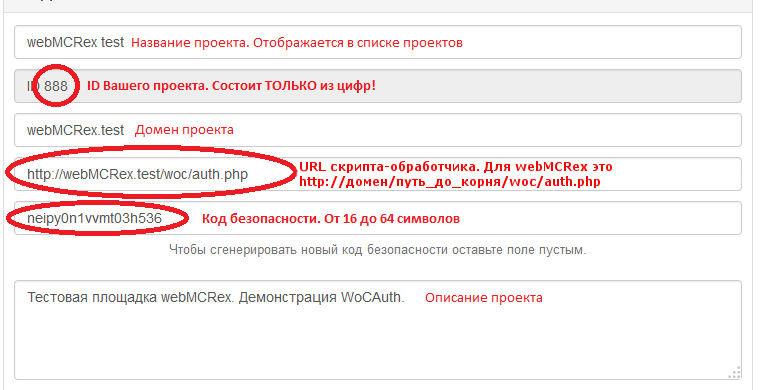 webMCRex test Название проекта. Отображается в списке проектов
ID 888 ID Вашего проекта. Состоит ТОЛЬКО из цифр!
webMCRex.test Домен проекта
http://webMCRex.test/woc/auth.php URL скрипта-обработчика. Для webMCRex это
http://домен/путь_до_корня/woc/auth.php
neipy0n1vvmt03h536 Код безопасности. От 16 до 64 символов
Чтобы сгенерировать новый код безопасности оставьте поле пустым.
Тестовая площадка webMCRex. Демонстрация WoCAuth. Описание проекта